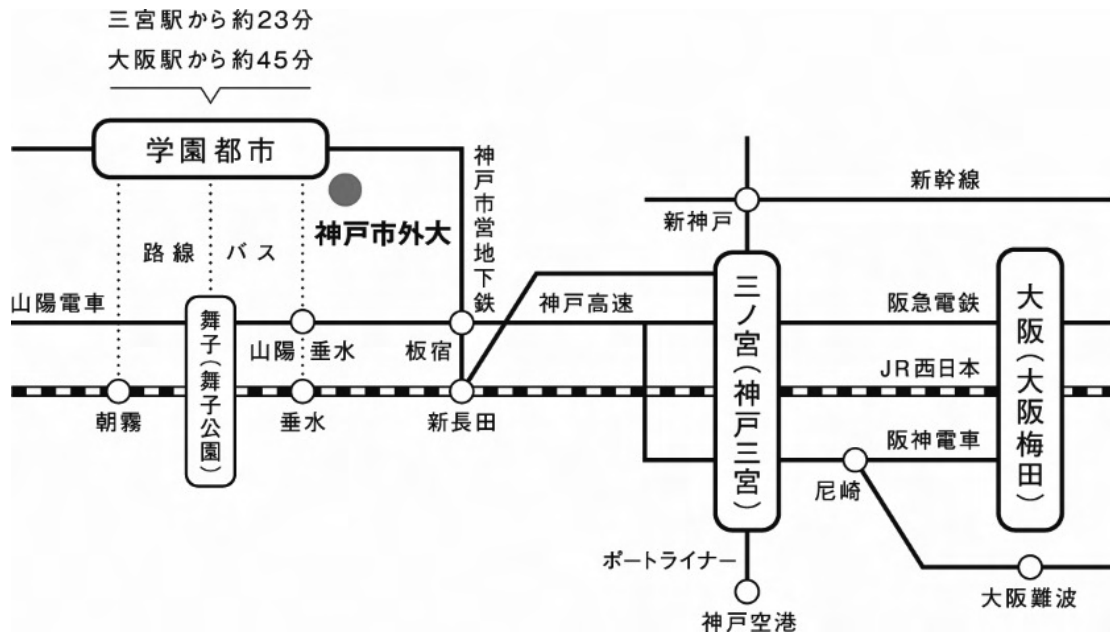 三宮駅から約23分
大阪駅から約45分
学園都市
神戸市外大
路線バス
神戸市営地下鉄
山陽電車
舞子(舞子公園)
山陽垂水
板宿
朝霧
垂水
新長田
神戸高速
新神戸
新幹線
三ノ宮(神戸三宮)
阪急電鉄
JR西日本
阪神電車
尼崎
大阪(大阪梅田)
大阪難波
ポートライナー
神戸空港